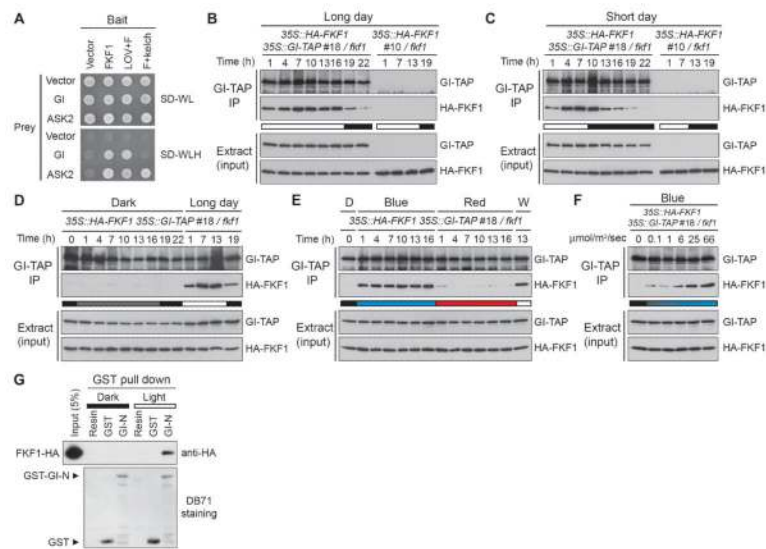 A
Bait
Vector
FKF1
LOV+F
F+kelch
Prey
Vector
GI
ASK2
SD-WL
Vector
GI
ASK2
SD-WLH
B
Long day
35S::HA-FKF1 35S::HA-FKF1
35S::GI-TAP #18 / fkf1 #10 / fkf1
Time (h) 1 4 7 10 13 16 19 22 1 7 13 19
GI-TAP IP
GI-TAP
HA-FKF1
Extract (input)
GI-TAP
HA-FKF1
C
Short day
35S::HA-FKF1 35S::HA-FKF1
35S::GI-TAP #18 / fkf1 #10 / fkf1
Time (h) 1 4 7 10 13 16 19 22 1 7 13 19
GI-TAP IP
GI-TAP
HA-FKF1
Extract (input)
GI-TAP
HA-FKF1
D
Dark Long day
35S::HA-FKF1 35S::GI-TAP #18 / fkf1
Time (h) 0 1 4 7 10 13 16 19 22 1 7 13 19
GI-TAP IP
GI-TAP
HA-FKF1
Extract (input)
GI-TAP
HA-FKF1
E
D Blue Red W
35S::HA-FKF1 35S::GI-TAP #18 / fkf1
Time (h) 0 1 4 7 10 13 16 1 4 7 10 13 16 13
GI-TAP IP
GI-TAP
HA-FKF1
Extract (input)
GI-TAP
HA-FKF1
F
Blue
35S::HA-FKF1
35S::GI-TAP #18 / fkf1
μmol/m²/sec 0 0.1 1 6 25 66
GI-TAP IP
GI-TAP
HA-FKF1
Extract (input)
GI-TAP
HA-FKF1
G
GST pull down
Dark Light
Input (5%)
Resin
GST
GI-N
Resin
GST
GI-N
FKF1-HA
anti-HA
GST-GI-N
DB71 staining
GST